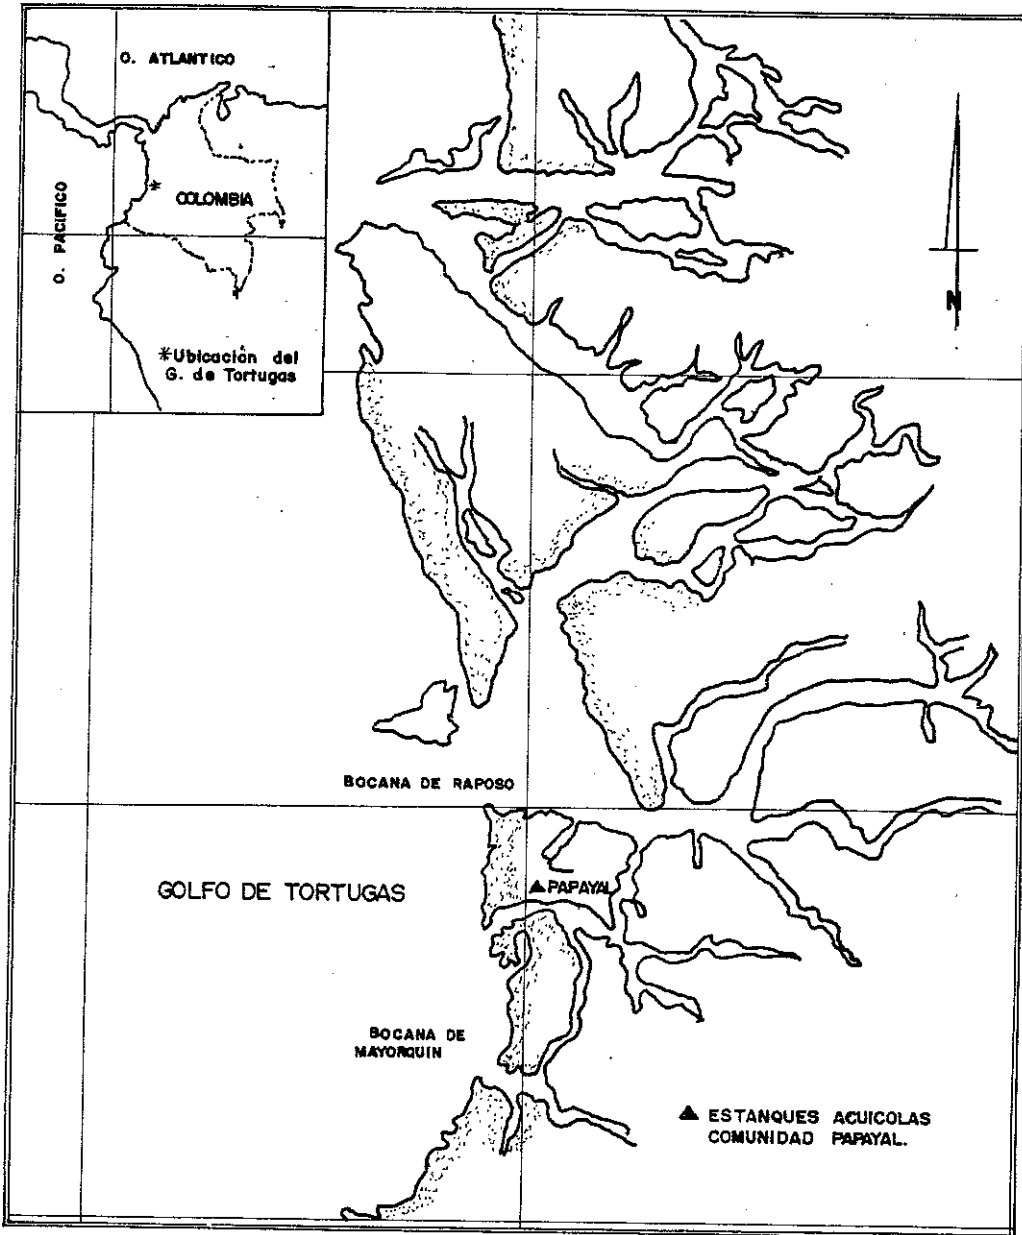 O. ATLANTICO
O. PACIFICO
COLOMBIA
*Ubicación del
G. de Tortugas
N
BOCANA DE RAPOSO
GOLFO DE TORTUGAS
PAPAYAL
BOCANA DE
MAYORQUIN
ESTANQUES ACUICOLAS
COMUNIDAD PAPAYAL.